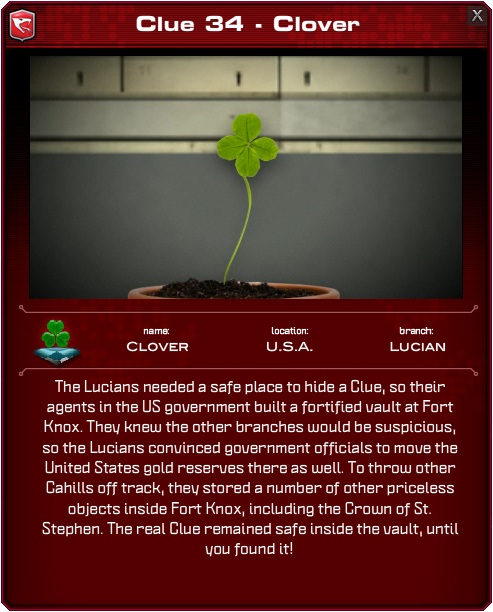 Clue 34 - Clover
X
name:
location:
branch:
CLOVER
U.S.A.
LUCIAN
The Lucians needed a safe place to hide a Clue, so their
agents in the US government built a fortified vault at Fort
Knox. They knew the other branches would be suspicious,
so the Lucians convinced government officials to move the
United States gold reserves there as well. To throw other
Cahills off track, they stored a number of other priceless
objects inside Fort Knox, including the Crown of St.
Stephen. The real Clue remained safe inside the vault, until
you found it!